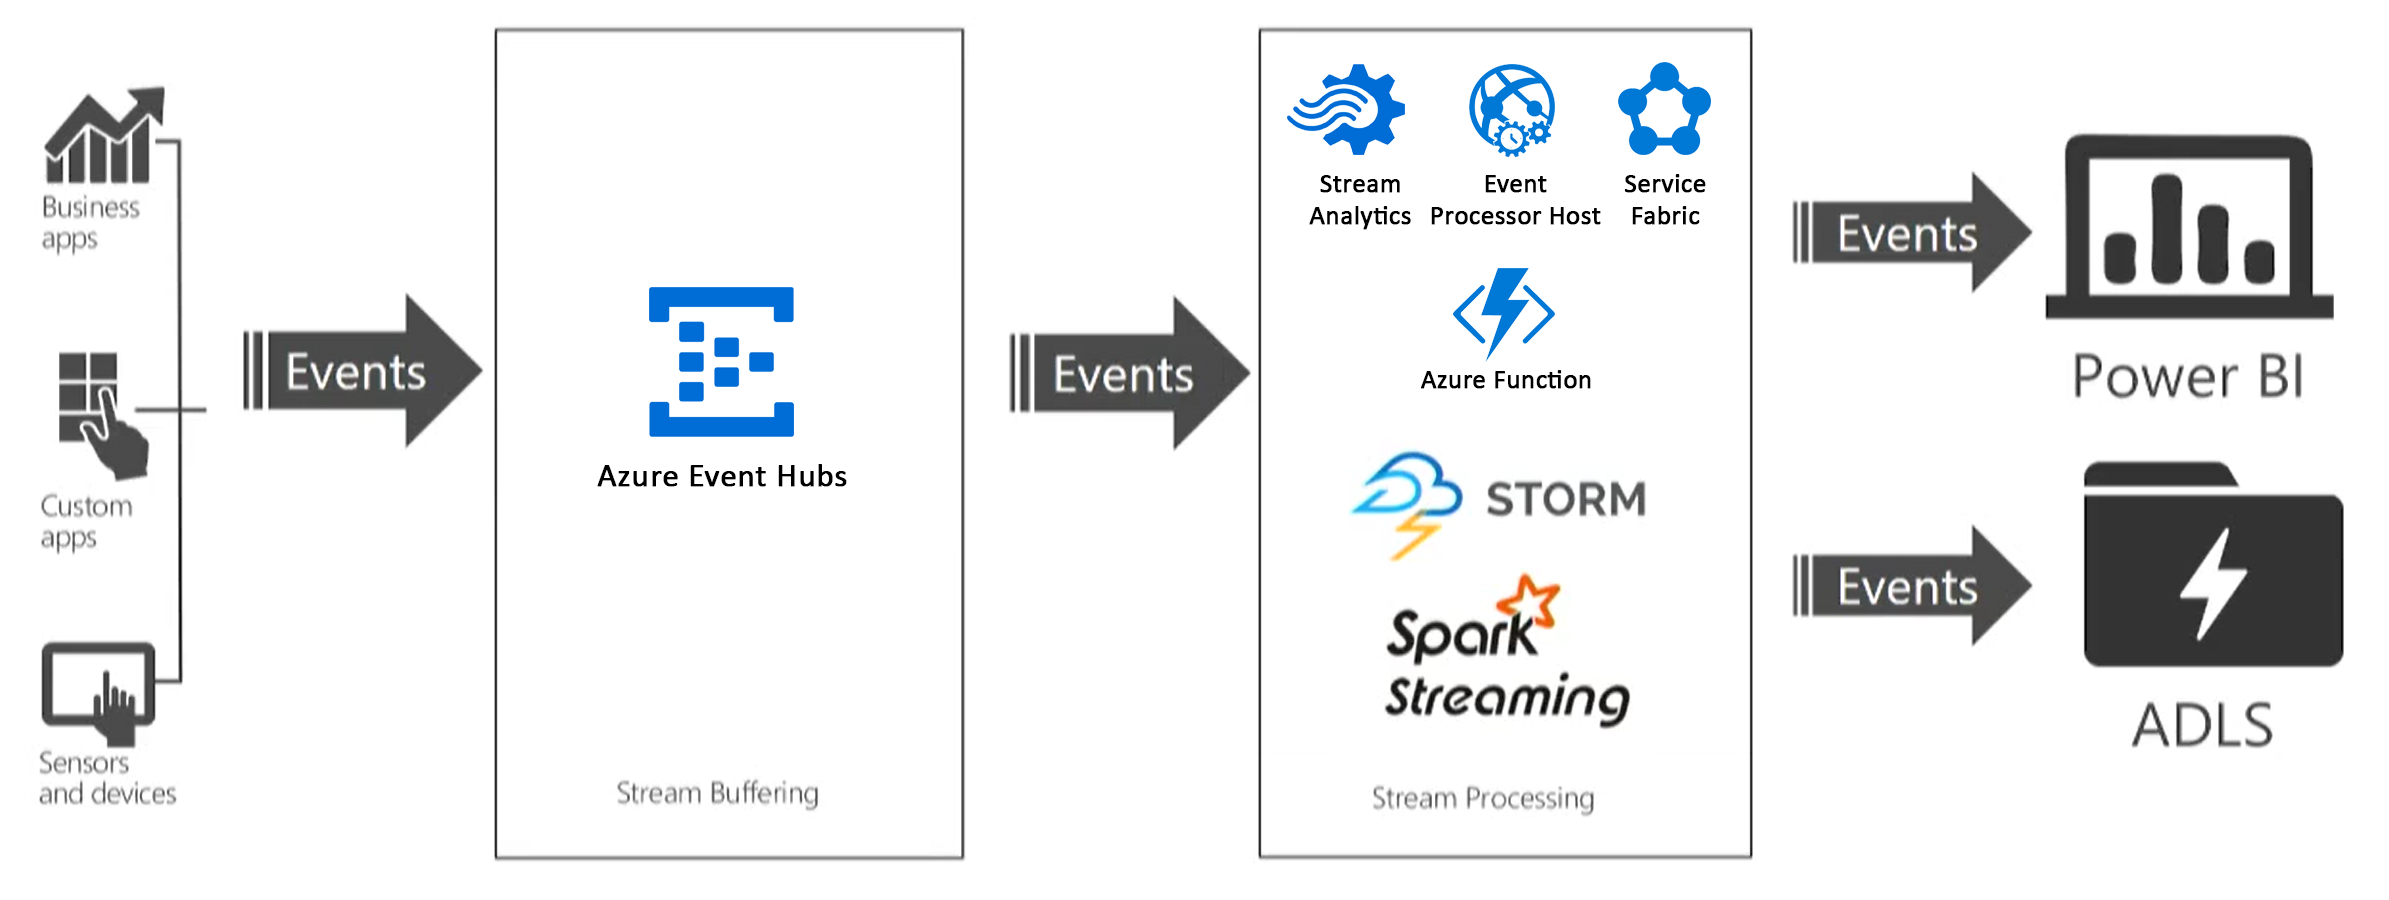 Business
apps
Custom
apps
Sensors
and devices
Events
Azure Event Hubs
Stream Buffering
Events
Stream
Analytics
Event
Processor Host
Service
Fabric
Azure Function
STORM
Spark
Streaming
Stream Processing
Events
Power BI
Events
ADLS